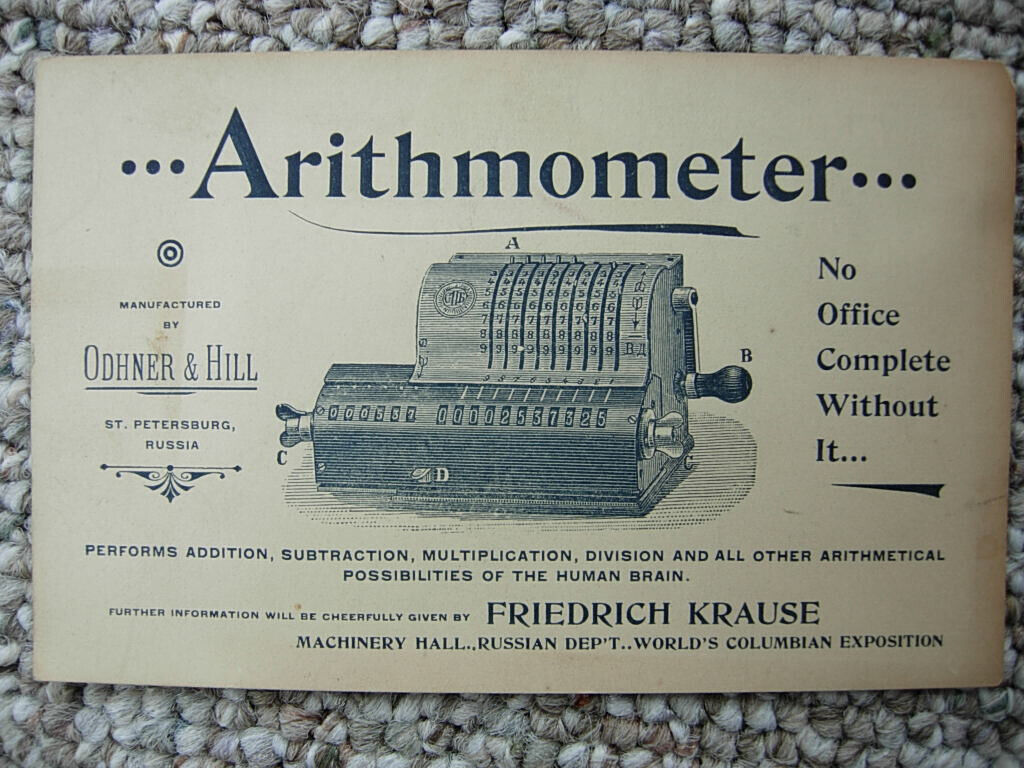 ...Arithmometer...
MANUFACTURED
BY
ODHNER & HILL
ST. PETERSBURG,
RUSSIA
No
Office
Complete
Without
It...
A
B
C
D
C
000557 00002537325
PERFORMS ADDITION, SUBTRACTION, MULTIPLICATION, DIVISION AND ALL OTHER ARITHMETICAL
POSSIBILITIES OF THE HUMAN BRAIN.
FURTHER INFORMATION WILL BE CHEERFULLY GIVEN BY FRIEDRICH KRAUSE
MACHINERY HALL..,RUSSIAN DEP'T..WORLD'S COLUMBIAN EXPOSITION